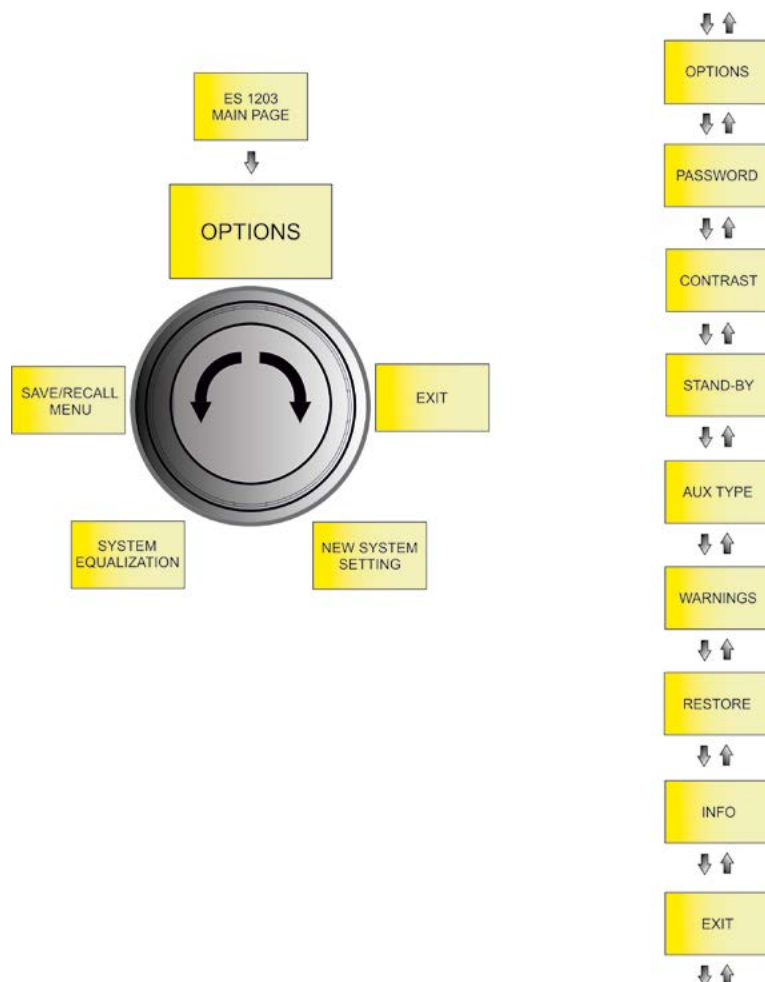 ES 1203
MAIN PAGE
OPTIONS
SAVE/RECALL
MENU
EXIT
SYSTEM
EQUALIZATION
NEW SYSTEM
SETTING
OPTIONS
PASSWORD
CONTRAST
STAND-BY
AUX TYPE
WARNINGS
RESTORE
INFO
EXIT